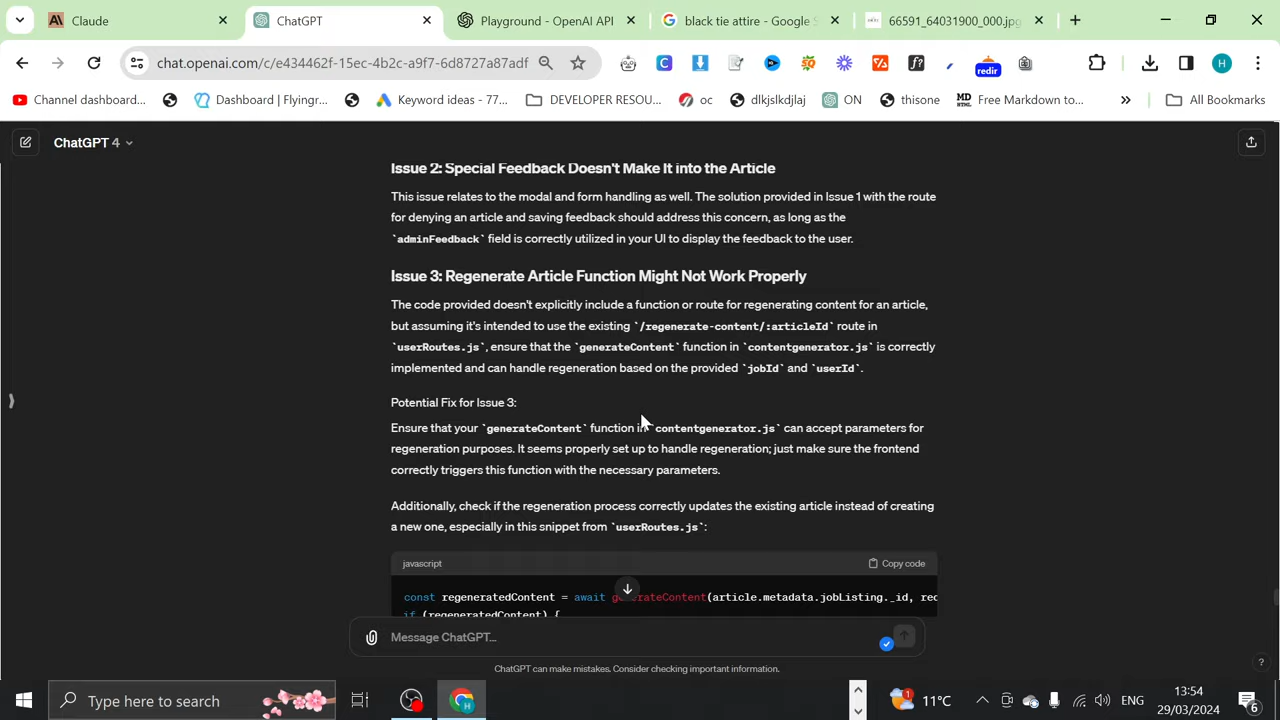 Claude
ChatGPT
Playground - OpenAI API
black tie attire - Google S
66591_64031900_000.jpg
chat.openai.com/c/e434462f-15ec-4b2c-a9f7-6d8727a87adf
redir
H
Channel dashboard...
Dashboard | Flyingr...
Keyword ideas - 77...
DEVELOPER RESOU...
oc
dlkjslkdjlaj
ON
thisone
Free Markdown to...
All Bookmarks
ChatGPT 4
Issue 2: Special Feedback Doesn't Make It into the Article
This issue relates to the modal and form handling as well. The solution provided in Issue 1 with the route
for denying an article and saving feedback should address this concern, as long as the
`adminFeedback` field is correctly utilized in your UI to display the feedback to the user.
Issue 3: Regenerate Article Function Might Not Work Properly
The code provided doesn't explicitly include a function or route for regenerating content for an article,
but assuming it's intended to use the existing `/regenerate-content/:articleId` route in
`userRoutes.js`, ensure that the `generateContent` function in `contentgenerator.js` is correctly
implemented and can handle regeneration based on the provided `jobId` and `userId`.
Potential Fix for Issue 3:
Ensure that your `generateContent` function in `contentgenerator.js` can accept parameters for
regeneration purposes. It seems properly set up to handle regeneration; just make sure the frontend
correctly triggers this function with the necessary parameters.
Additionally, check if the regeneration process correctly updates the existing article instead of creating
a new one, especially in this snippet from `userRoutes.js`:
javascript
Copy code
const regeneratedContent = await generateContent(article.metadata.jobListing._id, rec
if (regeneratedContent) {
Message ChatGPT...
ChatGPT can make mistakes. Consider checking important information.
?
Type here to search
11°C
ENG
13:54
29/03/2024
6